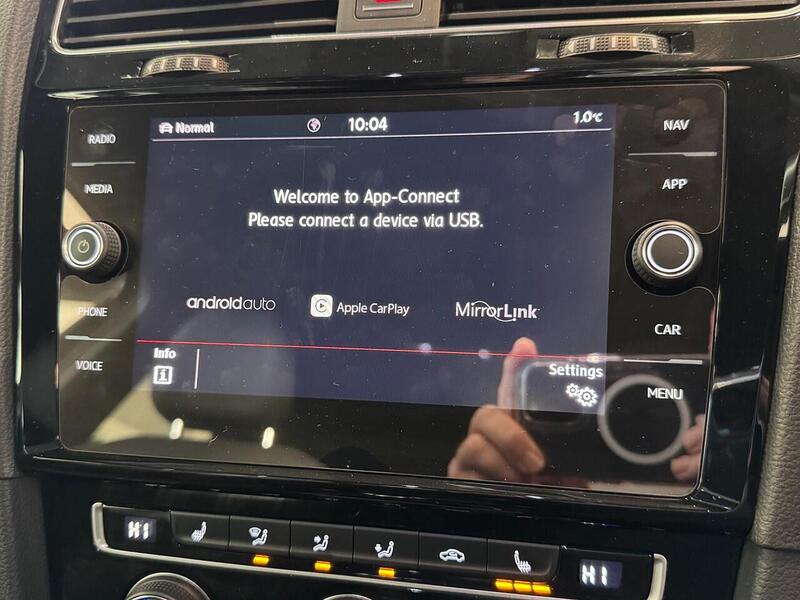 Normal
10:04
1.0°C
RADIO
MEDIA
PHONE
VOICE
NAV
APP
CAR
MENU
Welcome to App-Connect
Please connect a device via USB.
androidauto
Apple CarPlay
MirrorLink
Info
i
Settings
HI
HI